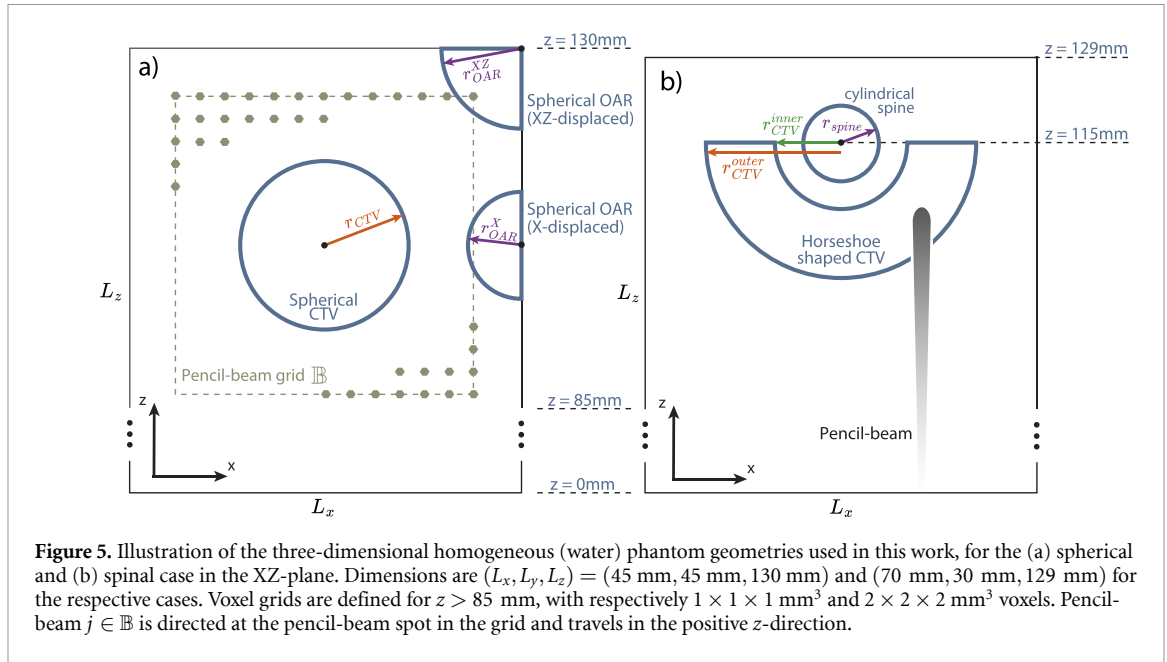 a)
z = 130mm
r_{OAR}^{XZ}
Spherical OAR
(XZ-displaced)
r_{CTV}
Spherical OAR
(X-displaced)
r_{OAR}^{X}
Spherical
CTV
L_z
Pencil-beam grid 𝔹
z = 85mm
z
x
z = 0mm
L_x
b)
z = 129mm
cylindrical
spine
r_{CTV}^{inner}
r_{spine}
z = 115mm
r_{CTV}^{outer}
Horseshoe
shaped CTV
L_z
z
Pencil-beam
x
L_x
Figure 5. Illustration of the three-dimensional homogeneous (water) phantom geometries used in this work, for the (a) spherical
and (b) spinal case in the XZ-plane. Dimensions are (L_x, L_y, L_z) = (45 mm, 45 mm, 130 mm) and (70 mm, 30 mm, 129 mm) for
the respective cases. Voxel grids are defined for z > 85 mm, with respectively 1 × 1 × 1 mm³ and 2 × 2 × 2 mm³ voxels. Pencil-
beam j ∈ 𝔹 is directed at the pencil-beam spot in the grid and travels in the positive z-direction.